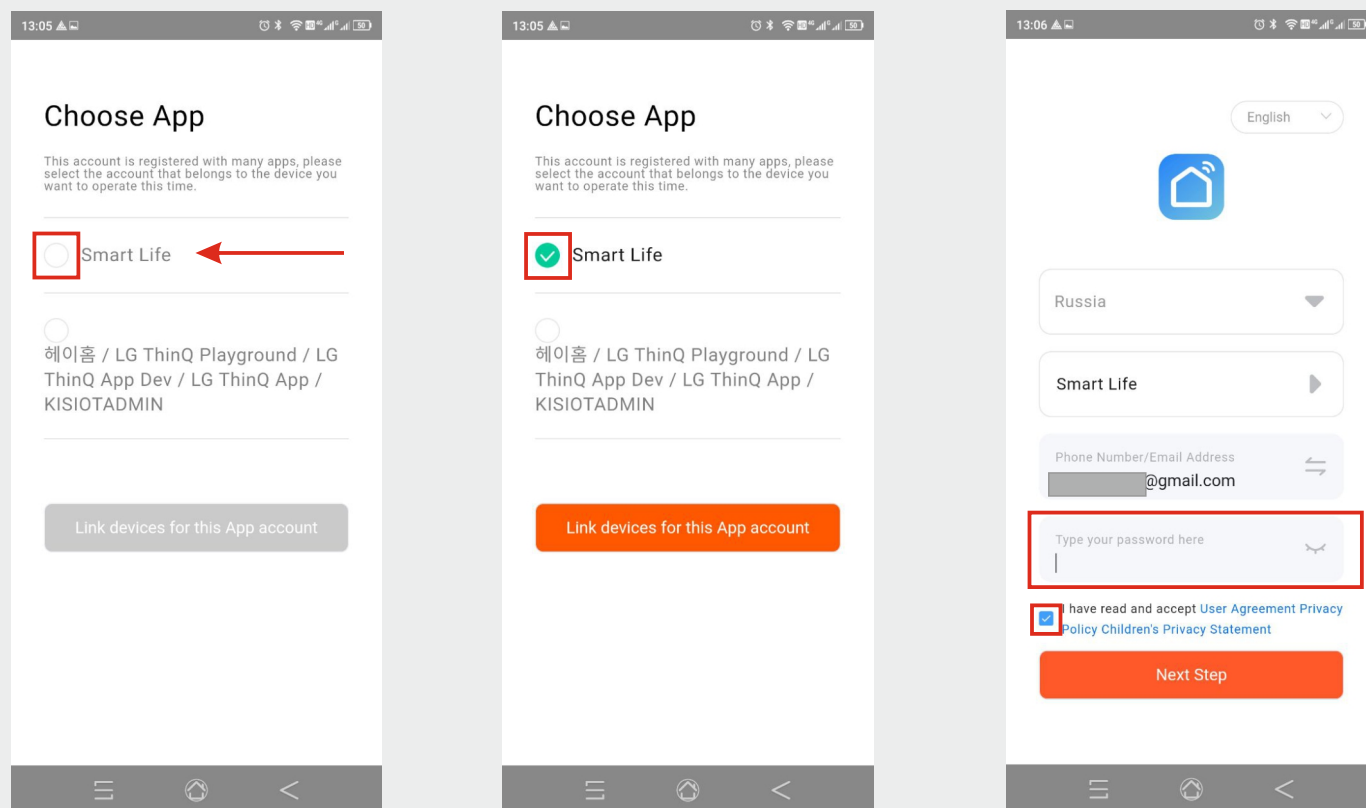 13:05
50
Choose App
This account is registered with many apps, please
select the account that belongs to the device you
want to operate this time.
Smart Life
헤이홈 / LG ThinQ Playground / LG
ThinQ App Dev / LG ThinQ App /
KISIOTADMIN
Link devices for this App account
13:05
50
Choose App
This account is registered with many apps, please
select the account that belongs to the device you
want to operate this time.
Smart Life
헤이홈 / LG ThinQ Playground / LG
ThinQ App Dev / LG ThinQ App /
KISIOTADMIN
Link devices for this App account
13:06
50
English
Russia
Smart Life
Phone Number/Email Address
@gmail.com
Type your password here
I have read and accept User Agreement Privacy
Policy Children's Privacy Statement
Next Step